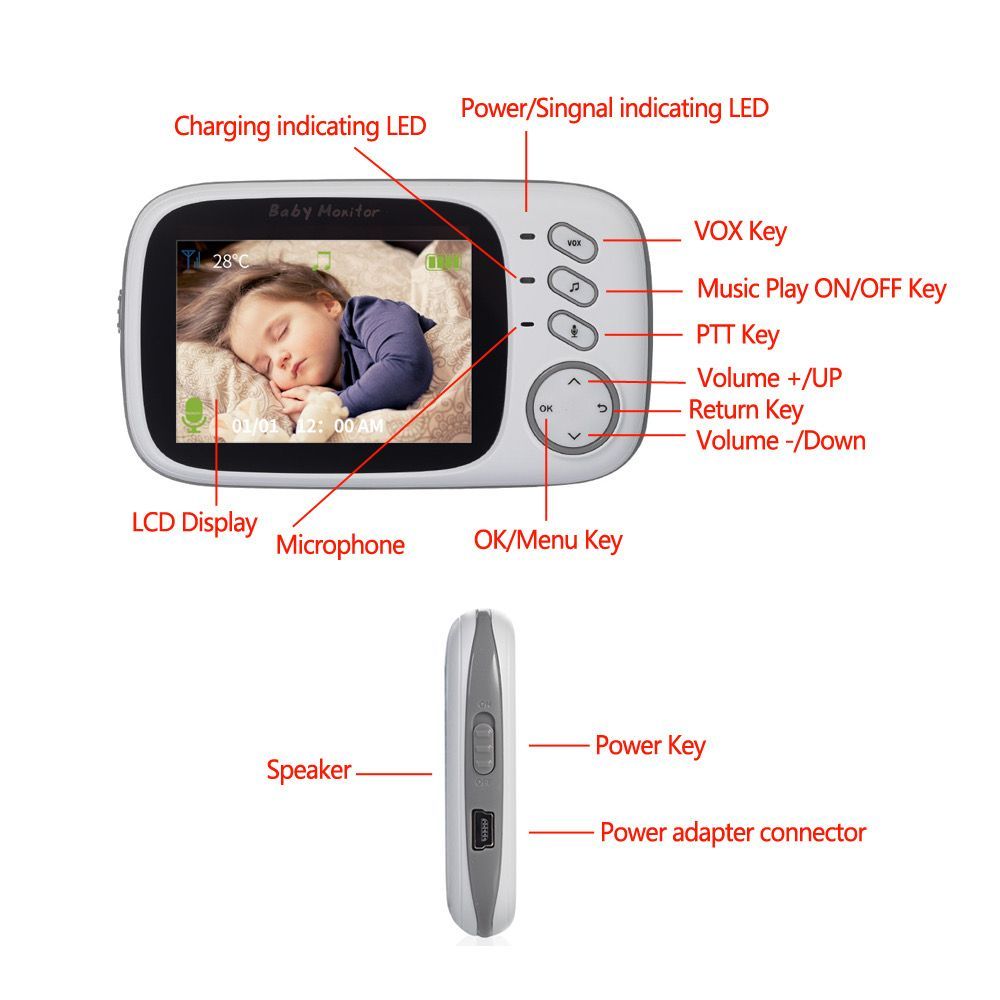 Power/Singnal indicating LED
Charging indicating LED
Baby Monitor
28°C
VOX
VOX Key
Music Play ON/OFF Key
PTT Key
Volume +/UP
OK
Return Key
Volume -/Down
01/01 12: 00 AM
LCD Display
Microphone
OK/Menu Key
ON
Power Key
Speaker
OFF
Power adapter connector